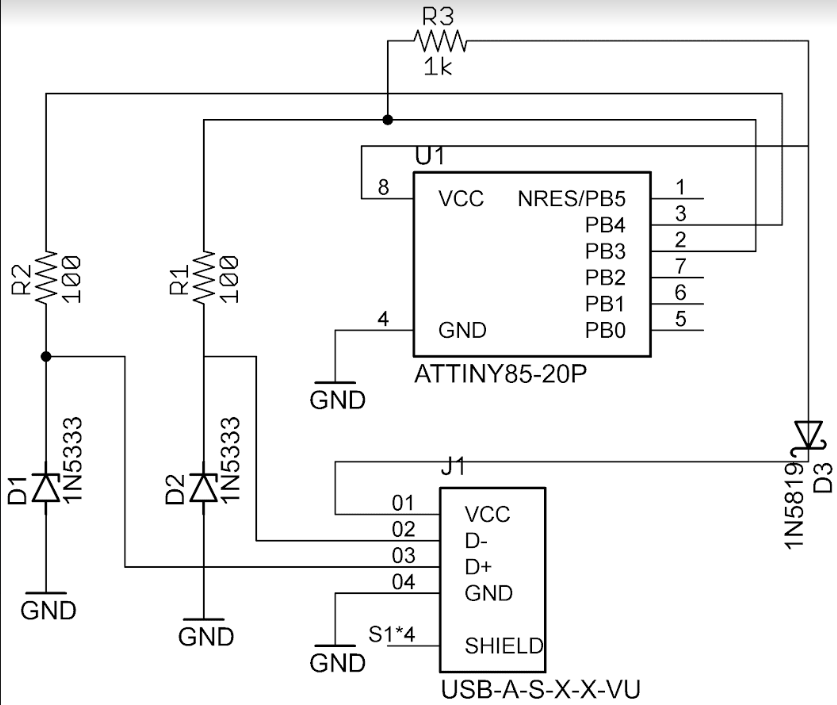 R3
1k
U1
8
VCC
NRES/PB5
1
PB4
3
PB3
2
PB2
7
PB1
6
4
GND
PB0
5
ATTINY85-20P
GND
R2
100
R1
100
D1
1N5333
GND
D2
1N5333
GND
J1
01
VCC
02
D-
03
D+
04
GND
S1*4
SHIELD
GND
USB-A-S-X-X-VU
1N5819
D3